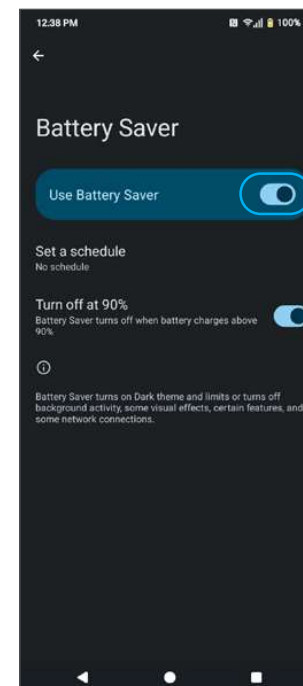 12.38 PM 100%
Battery Saver
Use Battery Saver
Set a schedule
No schedule
Turn off at 90%
Battery Saver turns off when battery charges above
90%
Battery Saver turns on Dark theme and limits or turns off
background activity, some visual effects, certain features, and
some network connections.